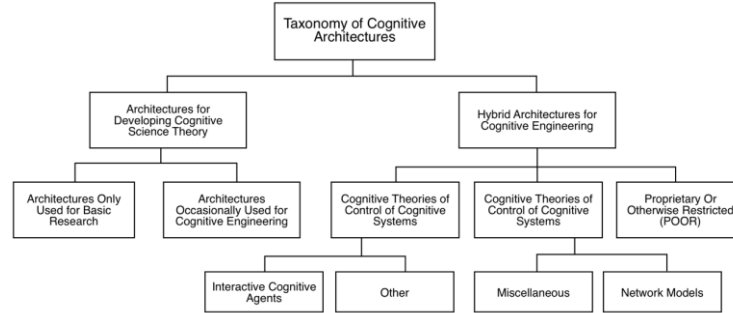 Taxonomy of Cognitive
Architectures
Architectures for
Developing Cognitive
Science Theory
Hybrid Architectures for
Cognitive Engineering
Architectures Only
Used for Basic
Research
Architectures
Occasionally Used for
Cognitive Engineering
Cognitive Theories of
Control of Cognitive
Systems
Cognitive Theories of
Control of Cognitive
Systems
Proprietary Or
Otherwise Restricted
(POOR)
Interactive Cognitive
Agents
Other
Miscellaneous
Network Models